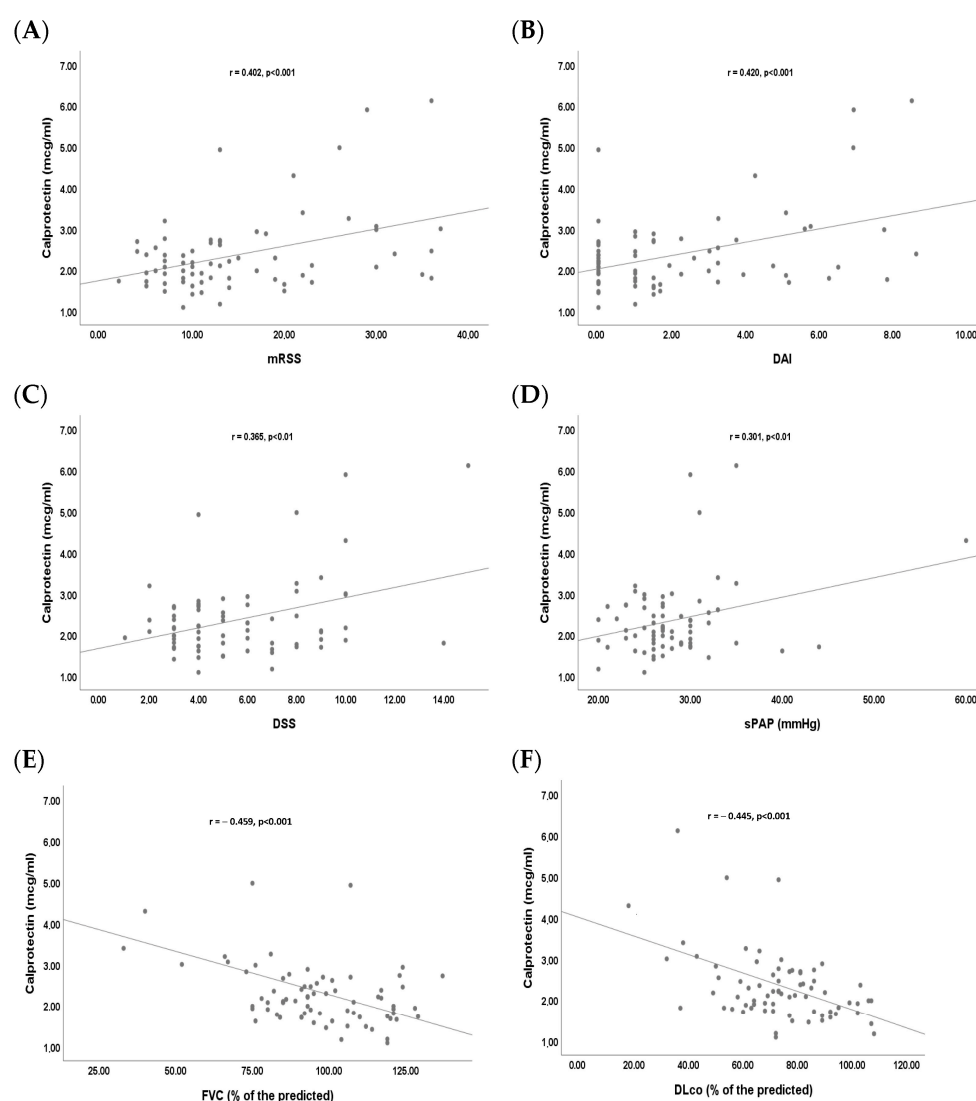 (A)
r = 0.402, p<0.001
Calprotectin (mcg/ml)
7.00
6.00
5.00
4.00
3.00
2.00
1.00
0.00 10.00 20.00 30.00 40.00
mRSS
(B)
r = 0.420, p<0.001
Calprotectin (mcg/ml)
7.00
6.00
5.00
4.00
3.00
2.00
1.00
0.00 2.00 4.00 6.00 8.00 10.00
DAI
(C)
r = 0.365, p<0.01
Calprotectin (mcg/ml)
7.00
6.00
5.00
4.00
3.00
2.00
1.00
0.00 2.00 4.00 6.00 8.00 10.00 12.00 14.00
DSS
(D)
r = 0.301, p<0.01
Calprotectin (mcg/ml)
7.00
6.00
5.00
4.00
3.00
2.00
1.00
20.00 30.00 40.00 50.00 60.00
sPAP (mmHg)
(E)
r = – 0.459, p<0.001
Calprotectin (mcg/ml)
7.00
6.00
5.00
4.00
3.00
2.00
1.00
25.00 50.00 75.00 100.00 125.00
FVC (% of the predicted)
(F)
r = – 0.445, p<0.001
Calprotectin (mcg/ml)
7.00
6.00
5.00
4.00
3.00
2.00
1.00
0.00 20.00 40.00 60.00 80.00 100.00 120.00
DLco (% of the predicted)